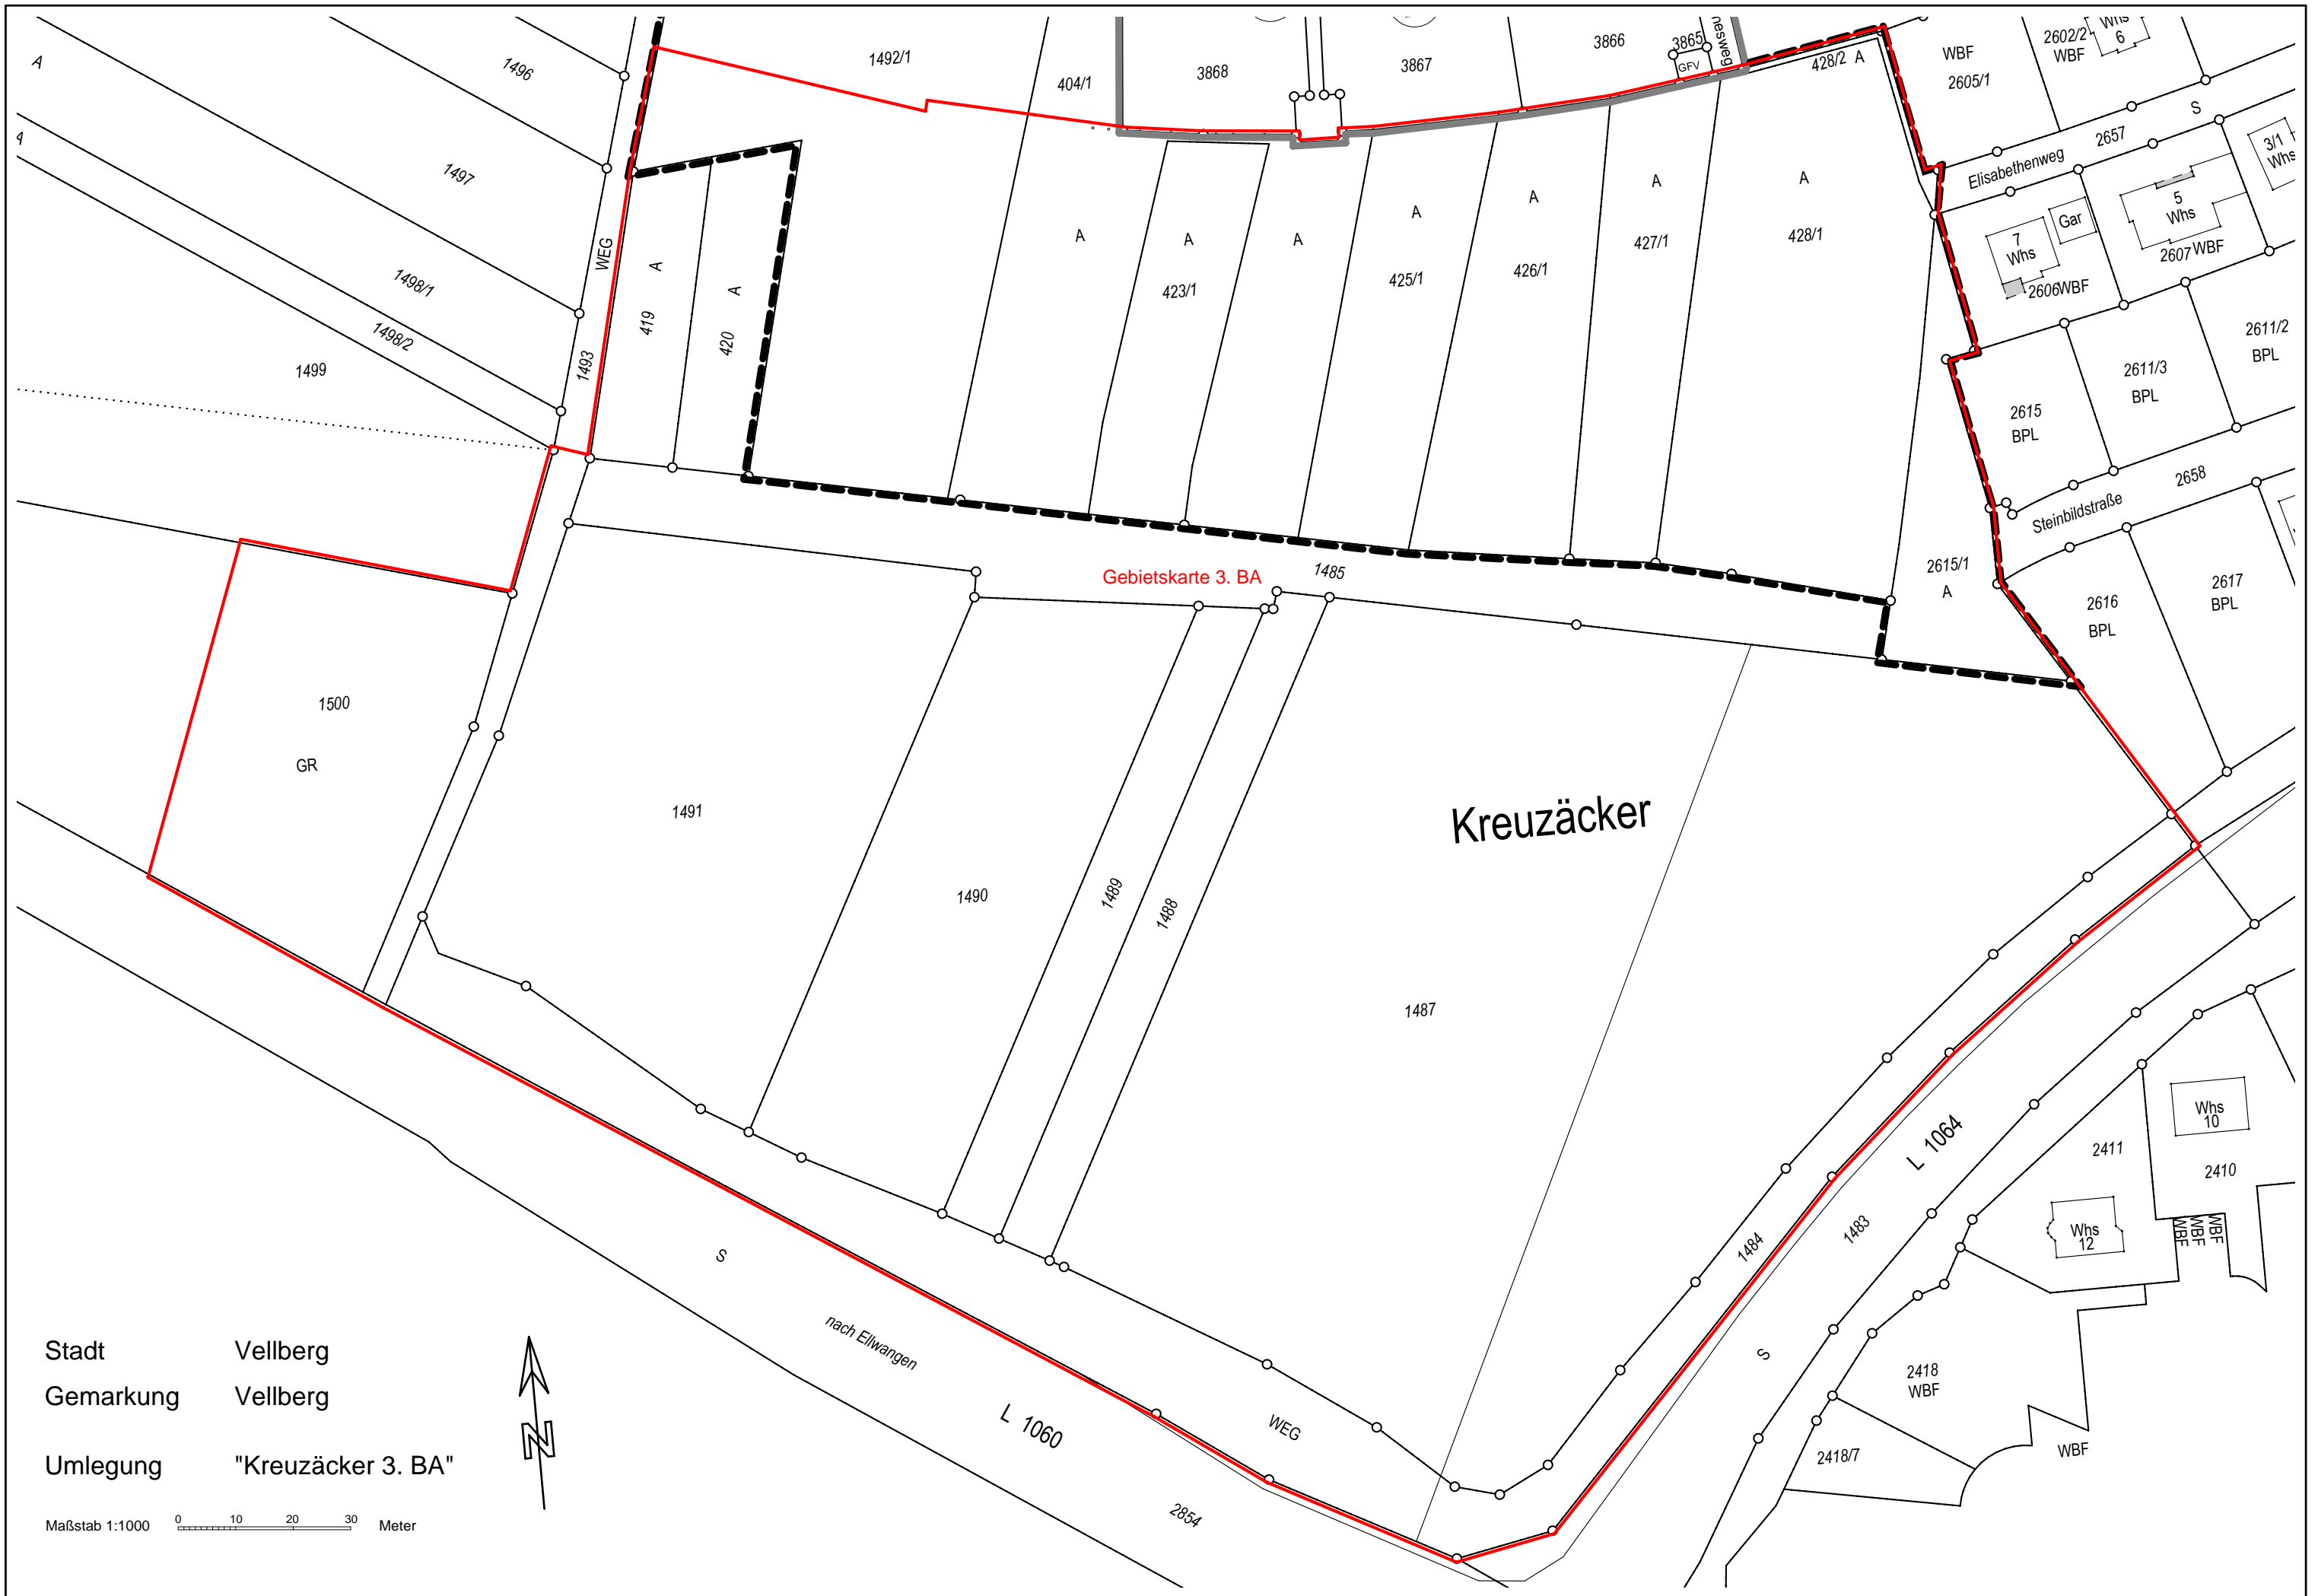 A
1496
1492/1
404/1
3868
3867
3866
3865
GFV
nesweg
428/2 A
WBF
2605/1
2602/2
WBF
Whs
6
S
2657
Elisabethenweg
3/1
Whs
5
Whs
2607 WBF
Gar
7
Whs
2606 WBF
A
1497
1498/1
1498/2
1499
WEG
1493
A
419
A
420
A
A
423/1
A
A
425/1
A
426/1
A
427/1
A
428/1
2611/2
BPL
2611/3
BPL
2615
BPL
2658
Steinbildstraße
2615/1
A
2616
BPL
2617
BPL
Gebietskarte 3. BA
1485
1500
GR
1491
1490
1489
1488
Kreuzäcker
1487
L 1064
1484
1483
S
Whs
10
2411
2410
Whs
12
WBF
WBF
WBF
2418
WBF
2418/7
WBF
S
nach Ellwangen
L 1060
WEG
2854
Stadt Vellberg
Gemarkung Vellberg
Umlegung "Kreuzäcker 3. BA"
N
Maßstab 1:1000 0 10 20 30 Meter